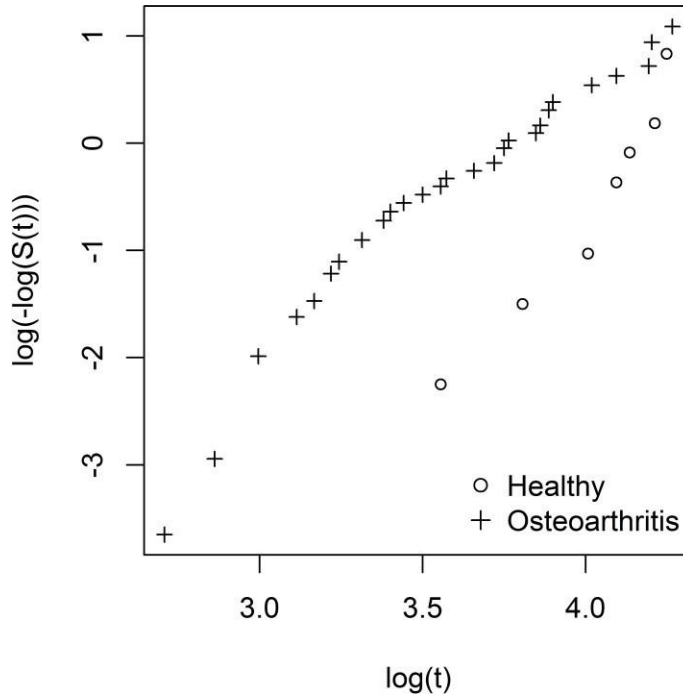 1
0
-1
-2
-3
log(-log(S(t)))
Healthy
Osteoarthritis
3.0 3.5 4.0
log(t)